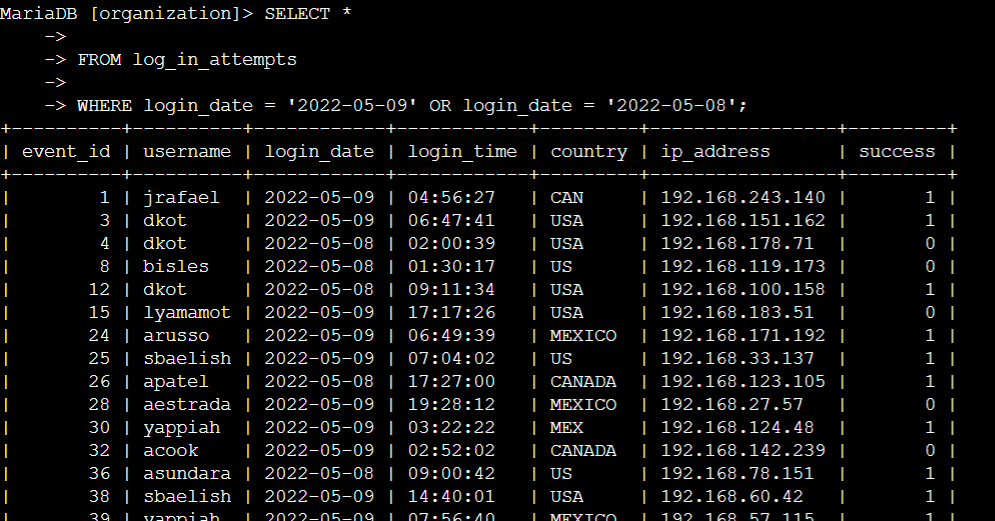 MariaDB [organization]> SELECT *
    ->
    -> FROM log_in_attempts
    ->
    -> WHERE login_date = '2022-05-09' OR login_date = '2022-05-08';
+----------+----------+------------+------------+---------+-----------------+---------+
| event_id | username | login_date | login_time | country | ip_address      | success |
+----------+----------+------------+------------+---------+-----------------+---------+
|        1 | jrafael  | 2022-05-09 | 04:56:27   | CAN     | 192.168.243.140 |       1 |
|        3 | dkot     | 2022-05-09 | 06:47:41   | USA     | 192.168.151.162 |       1 |
|        4 | dkot     | 2022-05-08 | 02:00:39   | USA     | 192.168.178.71  |       0 |
|        8 | bisles   | 2022-05-08 | 01:30:17   | US      | 192.168.119.173 |       0 |
|       12 | dkot     | 2022-05-08 | 09:11:34   | USA     | 192.168.100.158 |       1 |
|       15 | lyamamot | 2022-05-09 | 17:17:26   | USA     | 192.168.183.51  |       0 |
|       24 | arusso   | 2022-05-09 | 06:49:39   | MEXICO  | 192.168.171.192 |       1 |
|       25 | sbaelish | 2022-05-09 | 07:04:02   | US      | 192.168.33.137  |       1 |
|       26 | apatel   | 2022-05-08 | 17:27:00   | CANADA  | 192.168.123.105 |       1 |
|       28 | aestrada | 2022-05-09 | 19:28:12   | MEXICO  | 192.168.27.57   |       0 |
|       30 | yappiah  | 2022-05-09 | 03:22:22   | MEX     | 192.168.124.48  |       1 |
|       32 | acook    | 2022-05-09 | 02:52:02   | CANADA  | 192.168.142.239 |       0 |
|       36 | asundara | 2022-05-08 | 09:00:42   | US      | 192.168.78.151  |       1 |
|       38 | sbaelish | 2022-05-09 | 14:40:01   | USA     | 192.168.60.42   |       1 |
|       39 | yappiah  | 2022-05-09 | 07:56:40   | MEXICO  | 192.168.57.115  |       1 |